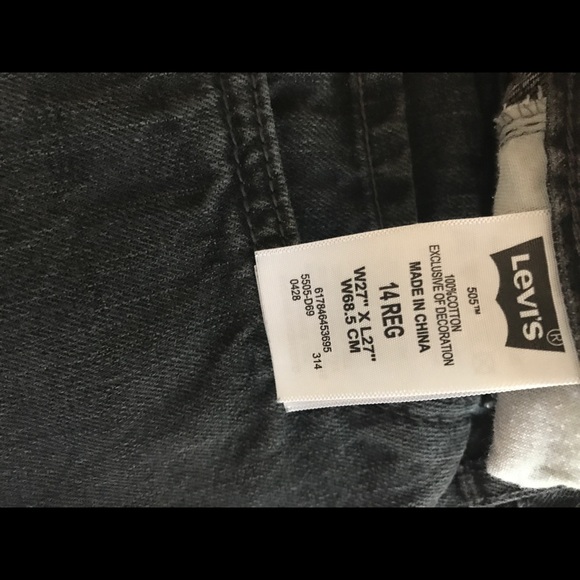 LEVI'S®
505™
100%COTTON
EXCLUSIVE OF DECORATION
MADE IN CHINA
14 REG
W27" X L27"
W68.5 CM
617846453695 314
5505-D69
0428